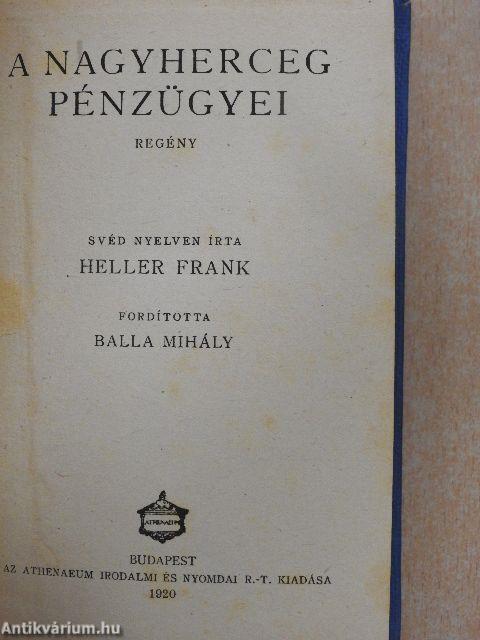 A NAGYHERCEG
PÉNZÜGYEI
REGÉNY
SVÉD NYELVEN ÍRTA
HELLER FRANK
FORDÍTOTTA
BALLA MIHÁLY
ATHENAEUM
BUDAPEST
AZ ATHENAEUM IRODALMI ÉS NYOMDAI R.-T. KIADÁSA
1920
Antikvárium.hu